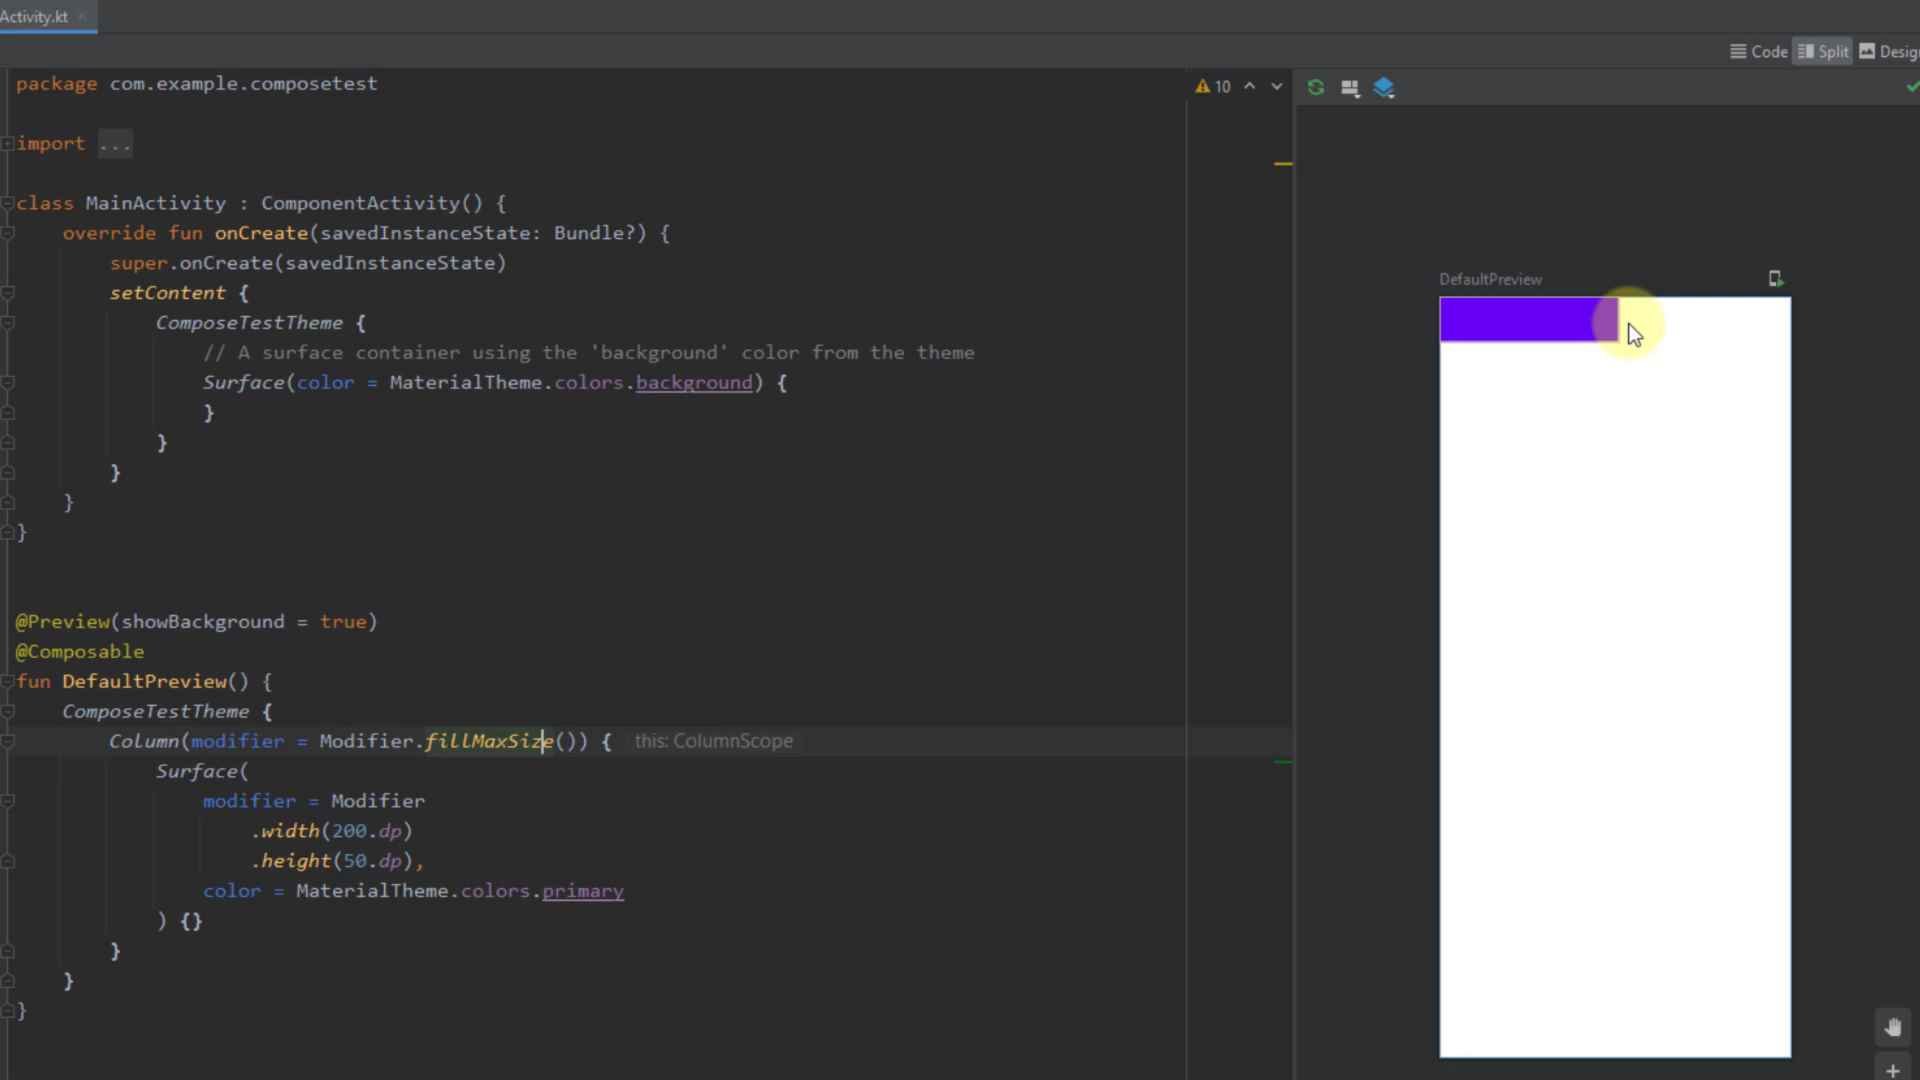 Activity.kt
Code Split Desig
package com.example.composetest
10
import ...
class MainActivity : ComponentActivity() {
override fun onCreate(savedInstanceState: Bundle?) {
super.onCreate(savedInstanceState)
setContent {
ComposeTestTheme {
// A surface container using the 'background' color from the theme
Surface(color = MaterialTheme.colors.background) {
}
}
}
}
}
@Preview(showBackground = true)
@Composable
fun DefaultPreview() {
ComposeTestTheme {
Column(modifier = Modifier.fillMaxSize()) { this: ColumnScope
Surface(
modifier = Modifier
.width(200.dp)
.height(50.dp),
color = MaterialTheme.colors.primary
) {}
}
}
}
DefaultPreview